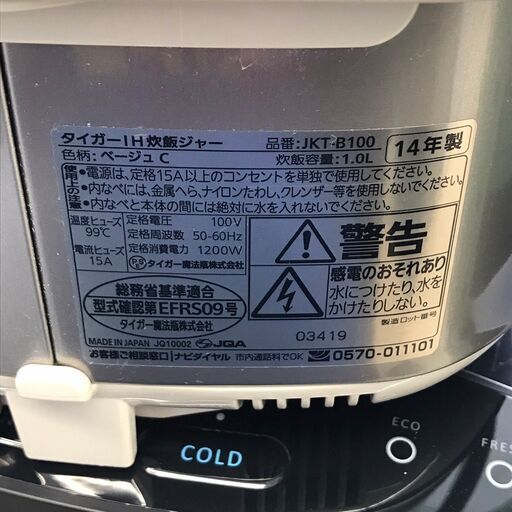 タイガーIH炊飯ジャー 品番:JKT-B100 14年製
色柄:ベージュ C 炊飯容量:1.0L
使用上の注意
●電源は、定格15A以上のコンセントを単独で使用してください。
●内なべには、金属へら、ナイロンたわし、クレンザー等を使用しないでください。
●内なべと本体の間には絶対に水を入れないでください。
温度ヒューズ 99℃
電流ヒューズ 15A
定格電圧 100V
定格周波数 50-60Hz
定格消費電力 1200W
PSE タイガー魔法瓶株式会社
警告
感電のおそれあり
水につけたり、水を
かけたりしない。
総務省基準適合
型式確認第EFRS09号
タイガー魔法瓶株式会社
03419
製造ロット番号
MADE IN JAPAN JQ10002 JQA
お客様ご相談窓口 ナビダイヤル 市内通話料でOK 0570-011101
COLD
ECO
FRES